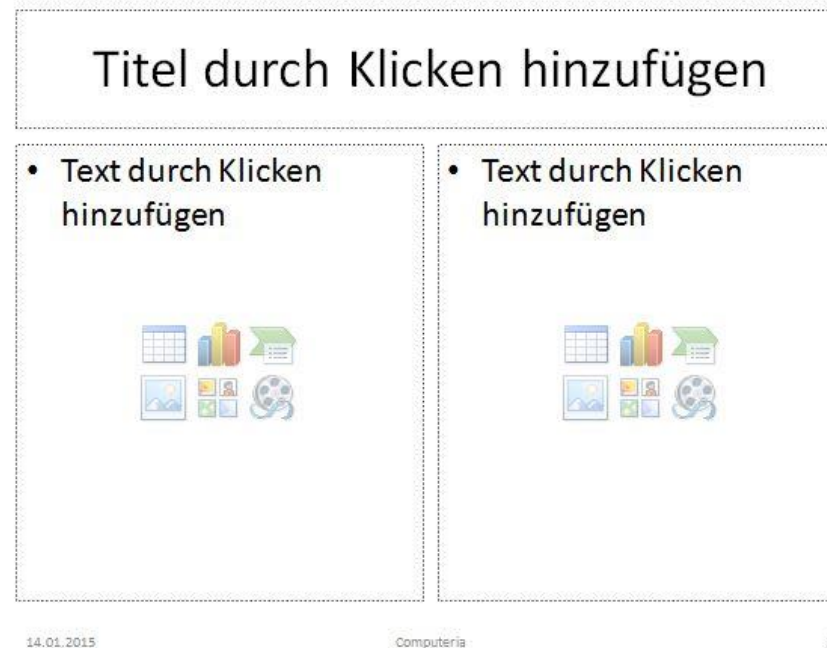 Titel durch Klicken hinzufügen
• Text durch Klicken
hinzufügen
• Text durch Klicken
hinzufügen
14.01.2015
Computeria